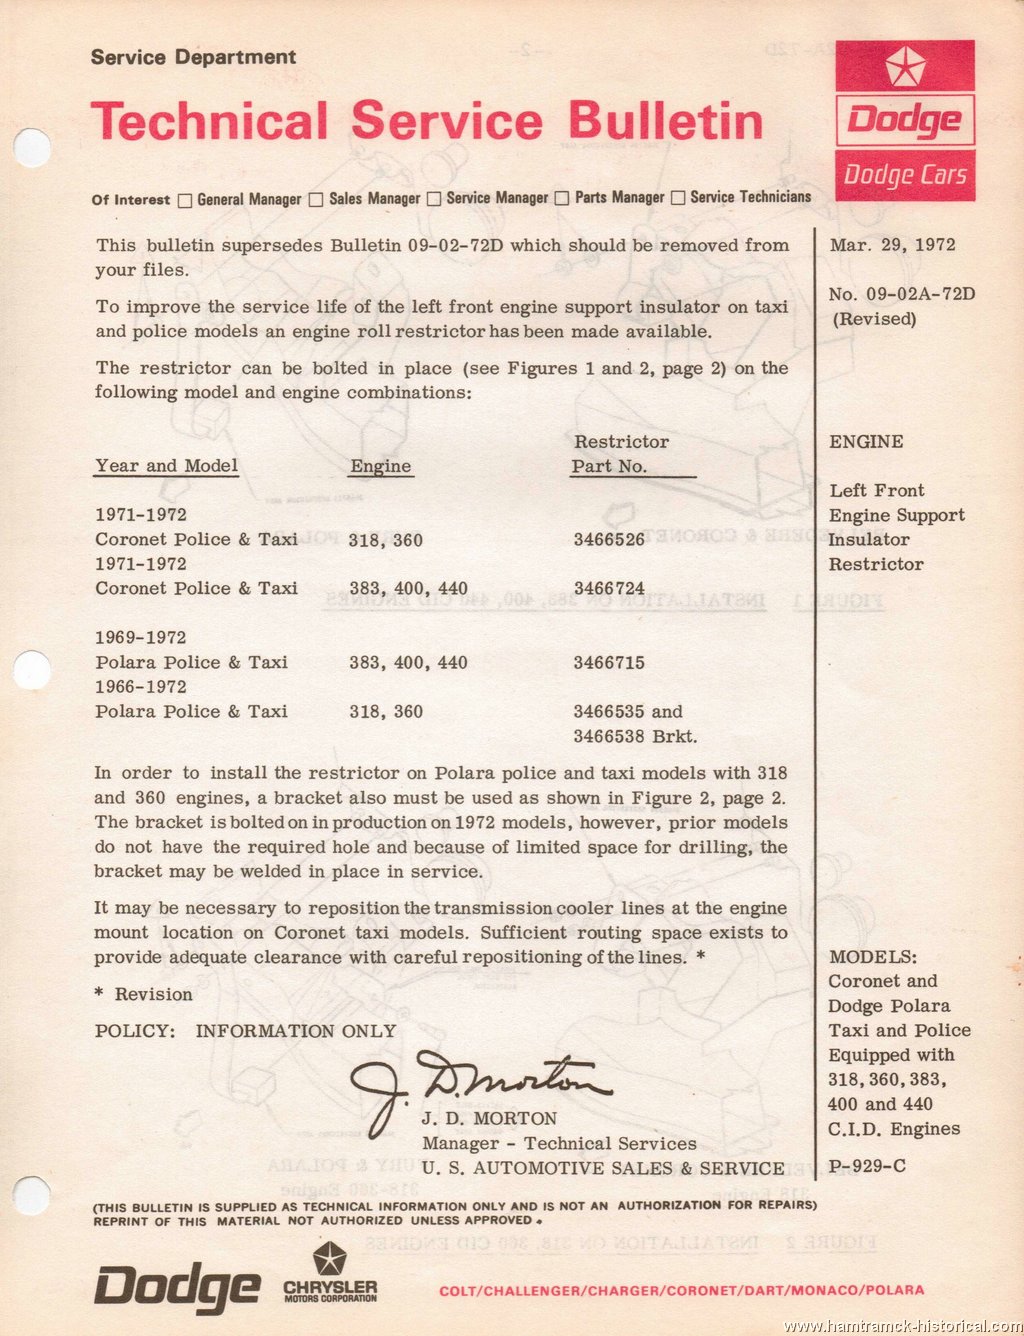 Service Department
Technical Service Bulletin
Dodge
Dodge Cars
Of Interest □ General Manager □ Sales Manager □ Service Manager □ Parts Manager □ Service Technicians
This bulletin supersedes Bulletin 09-02-72D which should be removed from
your files.
To improve the service life of the left front engine support insulator on taxi
and police models an engine roll restrictor has been made available.
The restrictor can be bolted in place (see Figures 1 and 2, page 2) on the
following model and engine combinations:
Restrictor
Year and Model Engine Part No.
1971-1972
Coronet Police & Taxi 318, 360 3466526
1971-1972
Coronet Police & Taxi 383, 400, 440 3466724
1969-1972
Polara Police & Taxi 383, 400, 440 3466715
1966-1972
Polara Police & Taxi 318, 360 3466535 and
3466538 Brkt.
In order to install the restrictor on Polara police and taxi models with 318
and 360 engines, a bracket also must be used as shown in Figure 2, page 2.
The bracket is bolted on in production on 1972 models, however, prior models
do not have the required hole and because of limited space for drilling, the
bracket may be welded in place in service.
It may be necessary to reposition the transmission cooler lines at the engine
mount location on Coronet taxi models. Sufficient routing space exists to
provide adequate clearance with careful repositioning of the lines. *
* Revision
POLICY: INFORMATION ONLY
J. D. Morton
J. D. MORTON
Manager - Technical Services
U. S. AUTOMOTIVE SALES & SERVICE
Mar. 29, 1972
No. 09-02A-72D
(Revised)
ENGINE
Left Front
Engine Support
Insulator
Restrictor
MODELS:
Coronet and
Dodge Polara
Taxi and Police
Equipped with
318, 360, 383,
400 and 440
C.I.D. Engines
P-929-C
(THIS BULLETIN IS SUPPLIED AS TECHNICAL INFORMATION ONLY AND IS NOT AN AUTHORIZATION FOR REPAIRS)
REPRINT OF THIS MATERIAL NOT AUTHORIZED UNLESS APPROVED.
Dodge
CHRYSLER
MOTORS CORPORATION
COLT/CHALLENGER/CHARGER/CORONET/DART/MONACO/POLARA
www.hamtramck-historical.com